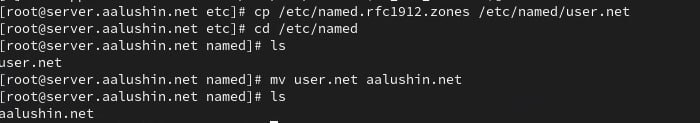 [root@server.aalushin.net etc]# cp /etc/named.rfc1912.zones /etc/named/user.net
[root@server.aalushin.net etc]# cd /etc/named
[root@server.aalushin.net named]# ls
user.net
[root@server.aalushin.net named]# mv user.net aalushin.net
[root@server.aalushin.net named]# ls
aalushin.net